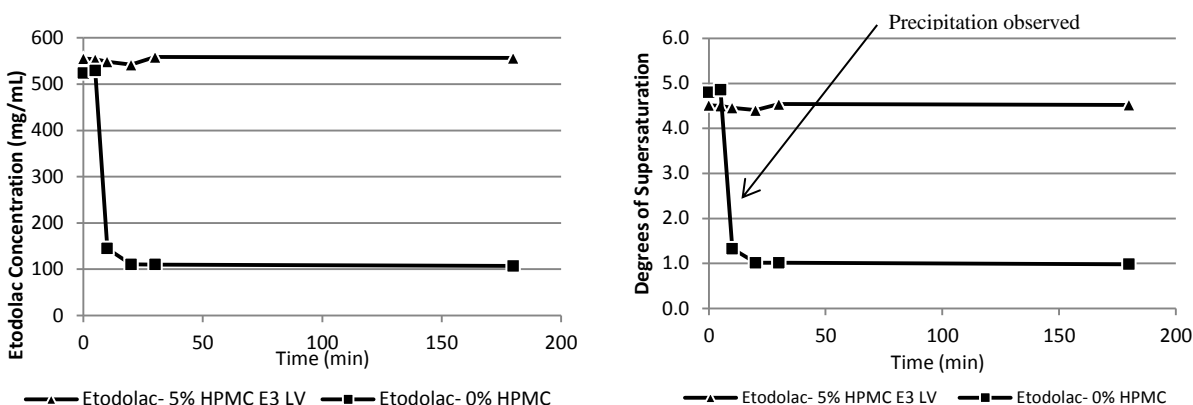 Etodolac Concentration (mg/mL)
600
500
400
300
200
100
0
0 50 100 150 200
Time (min)
Etodolac- 5% HPMC E3 LV Etodolac- 0% HPMC
Precipitation observed
Degrees of Supersaturation
6.0
5.0
4.0
3.0
2.0
1.0
0.0
0 50 100 150 200
Time (min)
Etodolac- 5% HPMC E3 LV Etodolac- 0% HPMC